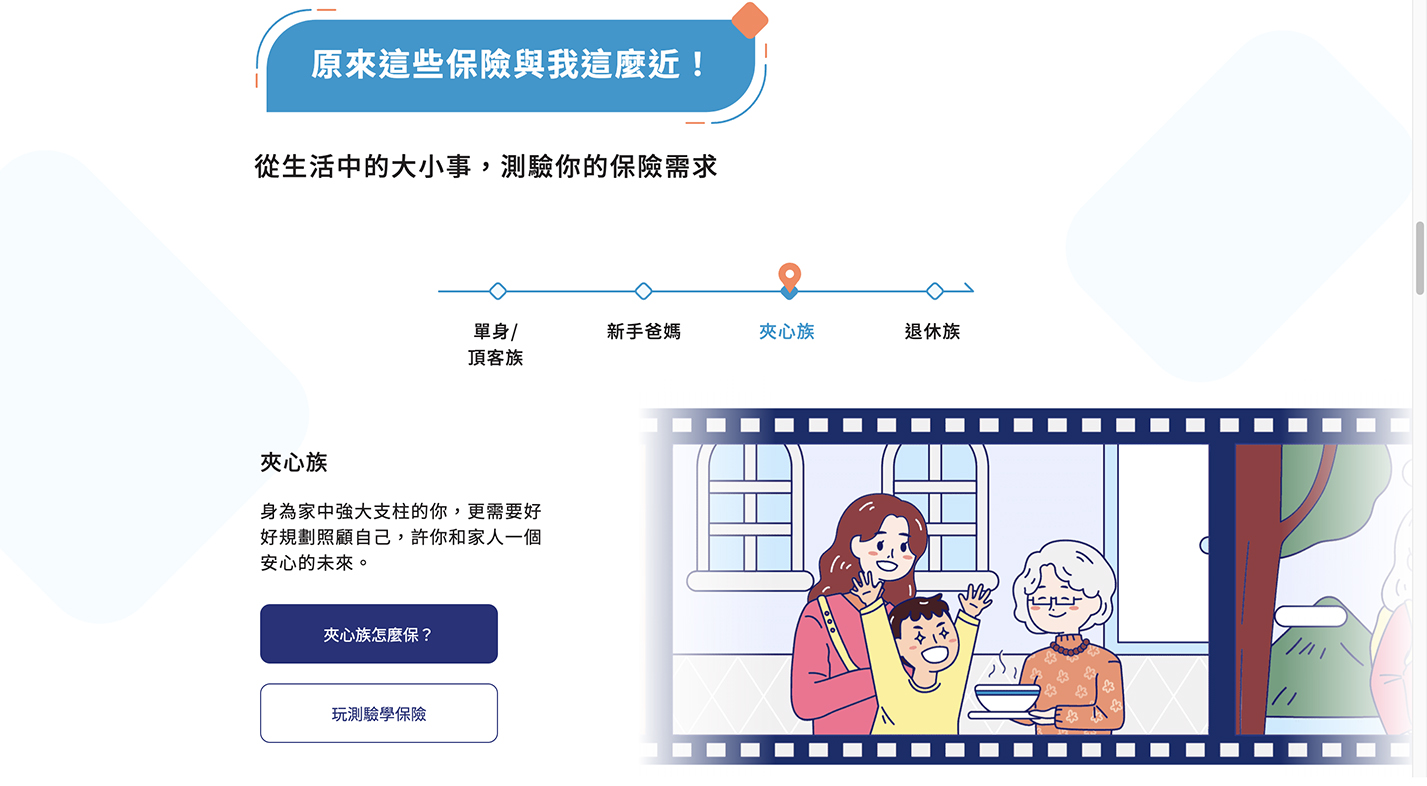 原來這些保險與我這麼近！
從生活中的大小事，測驗你的保險需求
單身/
頂客族
新手爸媽
夾心族
退休族
夾心族
身為家中強大支柱的你，更需要好
好規劃照顧自己，許你和家人一個
安心的未來。
夾心族怎麼保？
玩測驗學保險